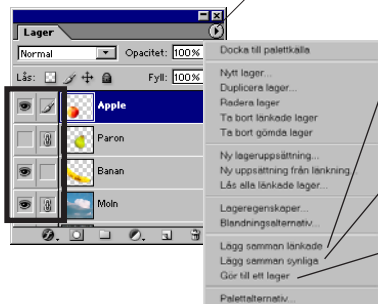 Lager
Normal
Opacitet: 100%
Lås:
Fyll: 100%
Apple
Paron
Banan
Moln
Docka till palettkälla
Nytt lager...
Duplicera lager...
Radera lager
Ta bort länkade lager
Ta bort gömda lager
Ny lageruppsättning...
Ny uppsättning från länkning...
Lås alla länkade lager...
Lageregenskaper...
Blandningsalternativ...
Lägg samman länkade
Lägg samman synliga
Gör till ett lager
Palettalternativ...